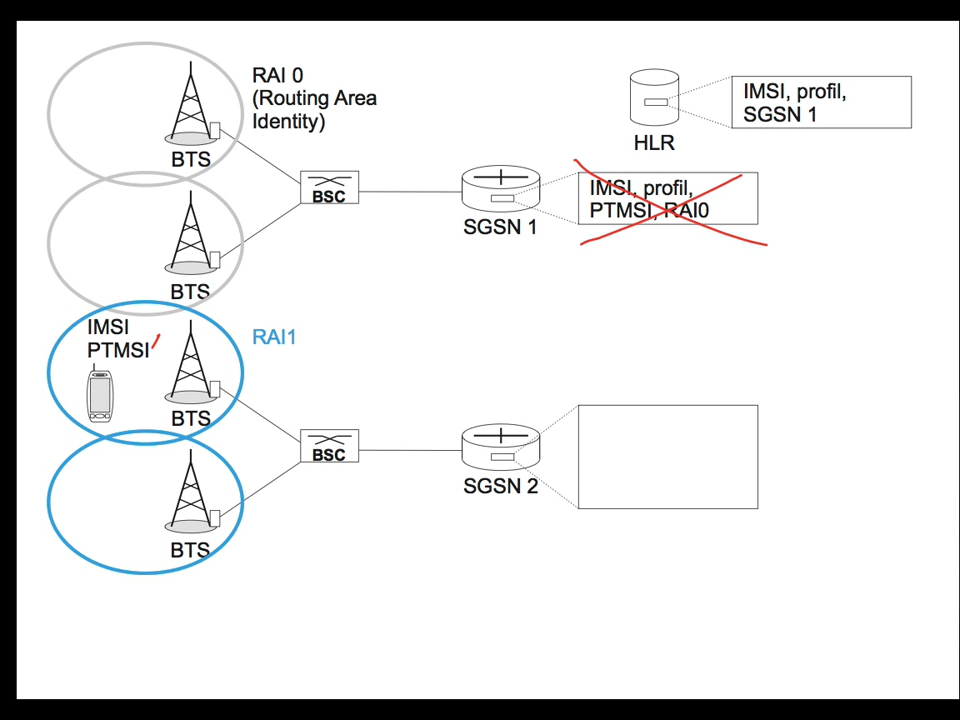 RAI 0
(Routing Area
Identity)
IMSI, profil,
SGSN 1
HLR
BTS
BSC
SGSN 1
IMSI, profil,
PTMSI, RAI0
BTS
IMSI
PTMSI
RAI1
BTS
BSC
SGSN 2
BTS